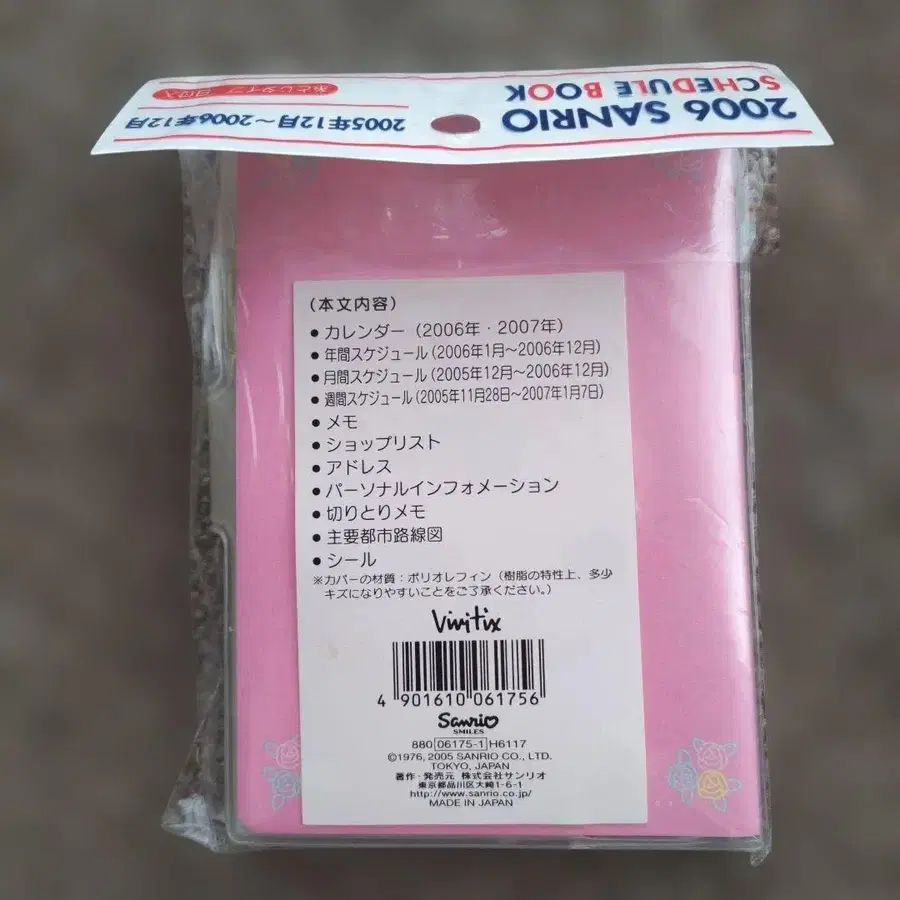 2006 SANRIO
SCHEDULE BOOK
2005年12月～2006年12月
糸とじタイプ 日付入
(本文内容)
● カレンダー (2006年・2007年)
● 年間スケジュール (2006年1月～2006年12月)
● 月間スケジュール (2005年12月～2006年12月)
● 週間スケジュール (2005年11月28日～2007年1月7日)
● メモ
● ショップリスト
● アドレス
● パーソナルインフォメーション
● 切りとりメモ
● 主要都市路線図
● シール
※カバーの材質：ポリオレフィン (樹脂の特性上、多少
キズになりやすいことをご了承ください。)
Vivitix
4 901610 061756
Sanrio
SMILES
880 06175-1 H6117
©1976, 2005 SANRIO CO., LTD.
TOKYO, JAPAN
著作・発売元 株式会社サンリオ
東京都品川区大崎1-6-1
http://www.sanrio.co.jp/
MADE IN JAPAN